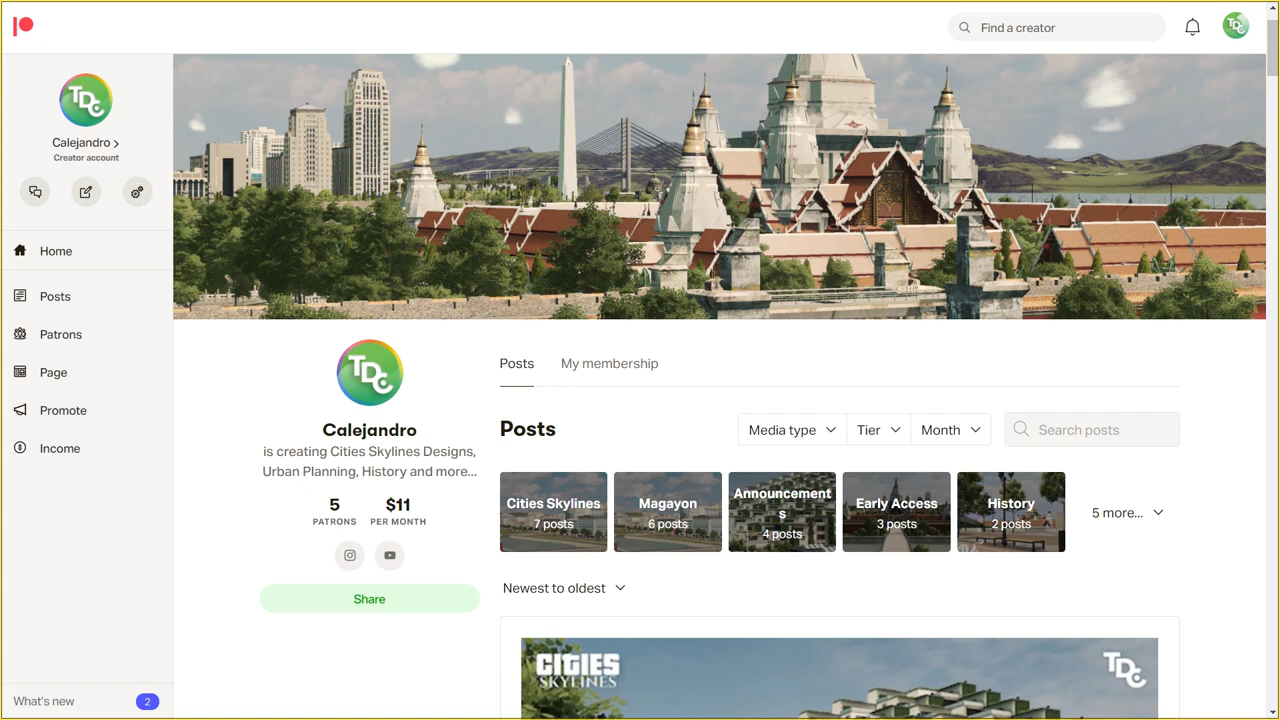 Find a creator
TDC
TDC
Calejandro
Creator account
Home
Posts
Patrons
Page
Promote
Income
What's new
2
TDC
Calejandro
is creating Cities Skylines Designs,
Urban Planning, History and more...
5
PATRONS
$11
PER MONTH
Share
Posts
My membership
Posts
Media type
Tier
Month
Search posts
Cities Skylines
7 posts
Magayon
6 posts
Announcement
s
4 posts
Early Access
3 posts
History
2 posts
5 more...
Newest to oldest
CITIES
SKYLINES
TDC